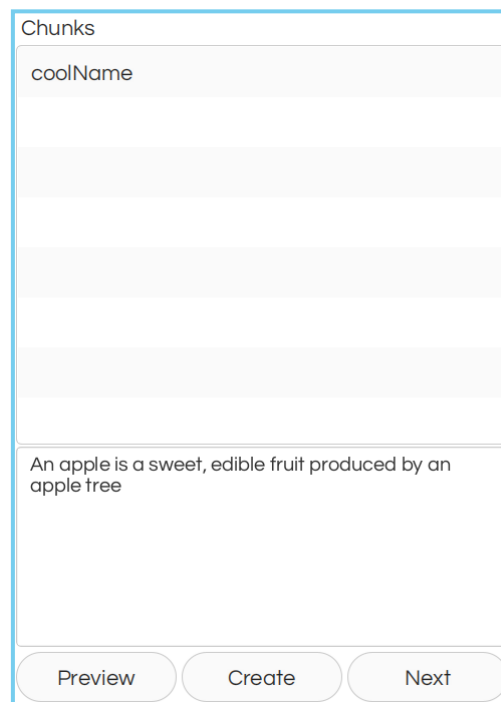 Chunks
coolName
An apple is a sweet, edible fruit produced by an
apple tree
Preview Create Next